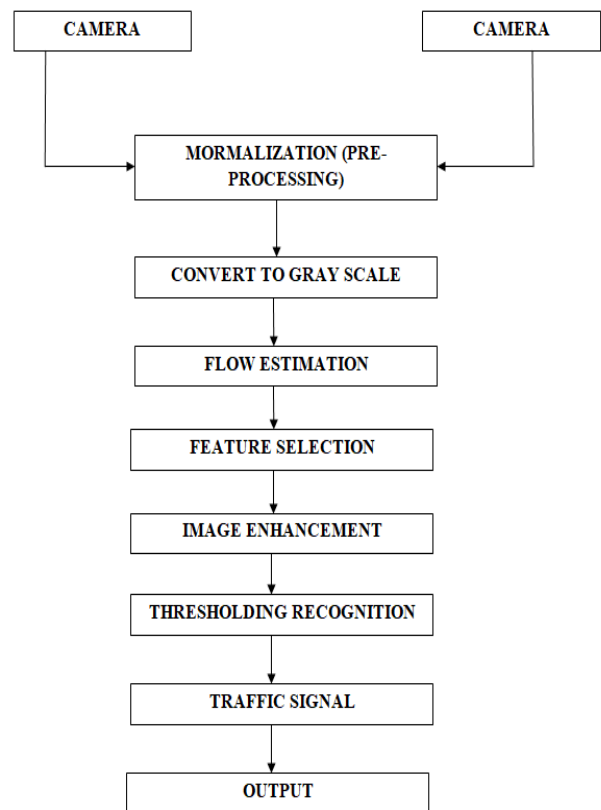 CAMERA
CAMERA
MORMALIZATION (PRE-
PROCESSING)
CONVERT TO GRAY SCALE
FLOW ESTIMATION
FEATURE SELECTION
IMAGE ENHANCEMENT
THRESHOLDING RECOGNITION
TRAFFIC SIGNAL
OUTPUT